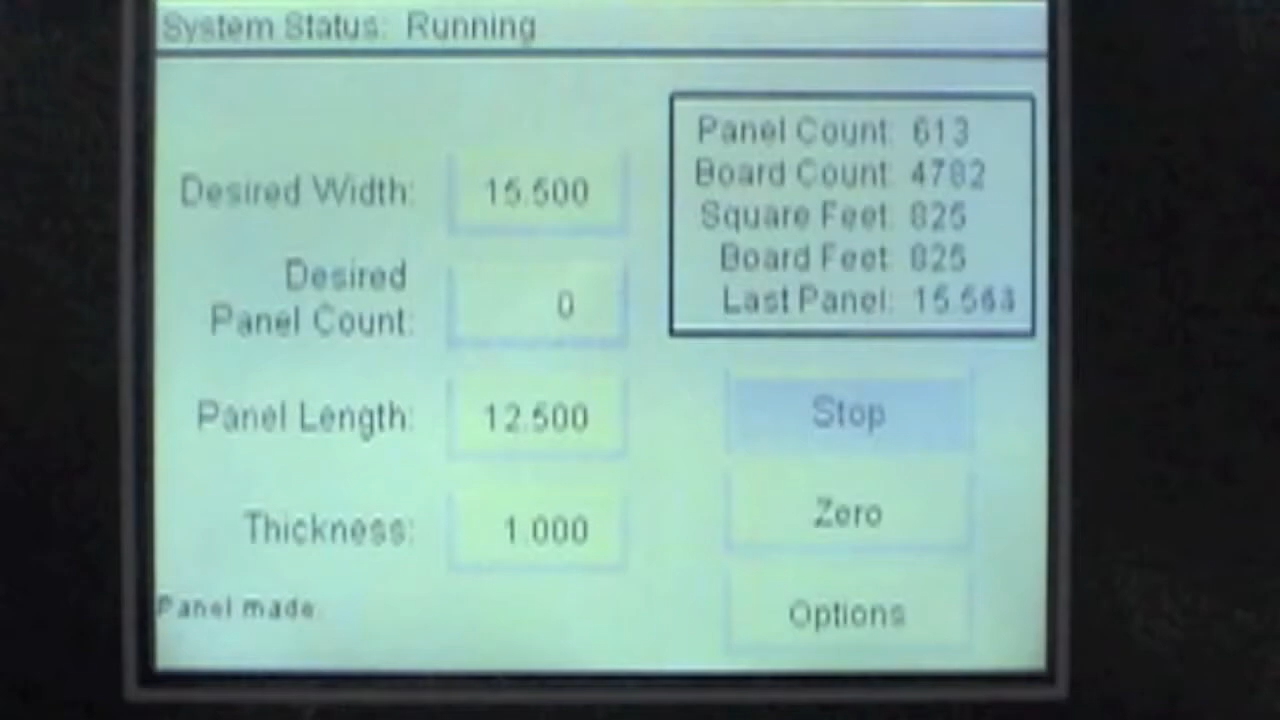 System Status: Running
Desired Width: 15.500
Desired
Panel Count: 0
Panel Length: 12.500
Thickness: 1.000
Panel made.
Panel Count: 613
Board Count: 4782
Square Feet: 825
Board Feet: 825
Last Panel: 15.563
Stop
Zero
Options